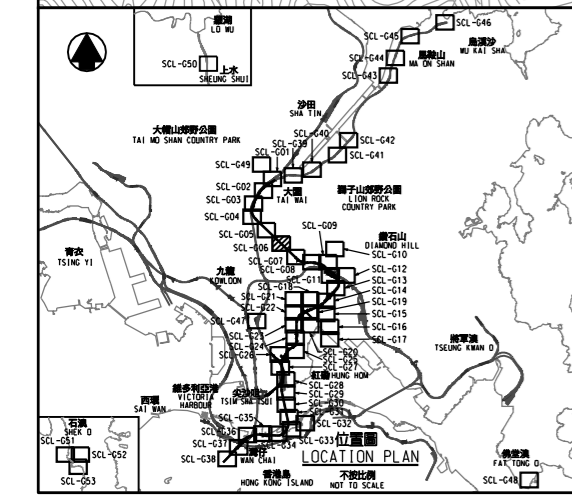 羅湖
LO WU
SCL-G50
上水
SHEUNG SHUI
SCL-G46
SCL-G45
烏溪沙
WU KAI SHA
SCL-G44
馬鞍山
MA ON SHAN
SCL-G43
沙田
SHA TIN
大帽山郊野公園
TAI MO SHAN COUNTRY PARK
SCL-G40
SCL-G39
SCL-G01
SCL-G42
SCL-G41
SCL-G49
SCL-G02
大圍
TAI WAI
獅子山郊野公園
LION ROCK
COUNTRY PARK
SCL-G03
SCL-G04
SCL-G05
SCL-G06
SCL-G07
SCL-G08
SCL-G09
鑽石山
DIAMOND HILL
SCL-G10
SCL-G11
SCL-G12
SCL-G13
SCL-G14
SCL-G18
SCL-G19
SCL-G21
SCL-G22
SCL-G15
SCL-G16
SCL-G17
青衣
TSING YI
九龍
KOWLOON
SCL-G47
SCL-G23
SCL-G24
SCL-G26
SCL-G20
SCL-G25
SCL-G27
將軍澳
TSEUNG KWAN O
紅磡
HUNG HOM
SCL-G28
SCL-G29
SCL-G30
SCL-G31
SCL-G32
SCL-G33
SCL-G34
SCL-G35
SCL-G36
SCL-G37
SCL-G38
西環
SAI WAN
維多利亞港
VICTORIA
HARBOUR
尖沙咀
TSIM SHA TSUI
灣仔
WAN CHAI
香港島
HONG KONG ISLAND
石澳
SHEK O
SCL-G51
SCL-G52
SCL-G53
FAT TONG O
SCL-G48
位置圖
LOCATION PLAN
不按比例
NOT TO SCALE